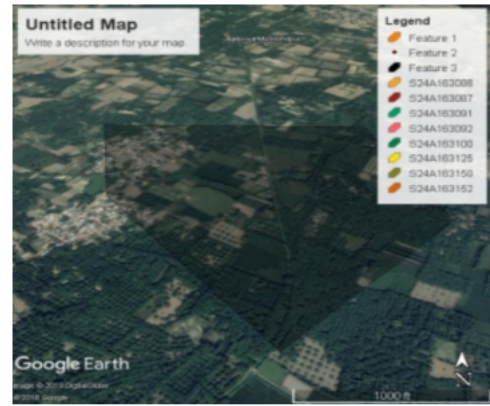 Untitled Map
Write a description for your map
Legend
Feature 1
Feature 2
Feature 3
S24A163086
S24A163087
S24A163091
S24A163092
S24A163100
S24A163125
S24A163150
S24A163152
Google Earth
1000 ft
N